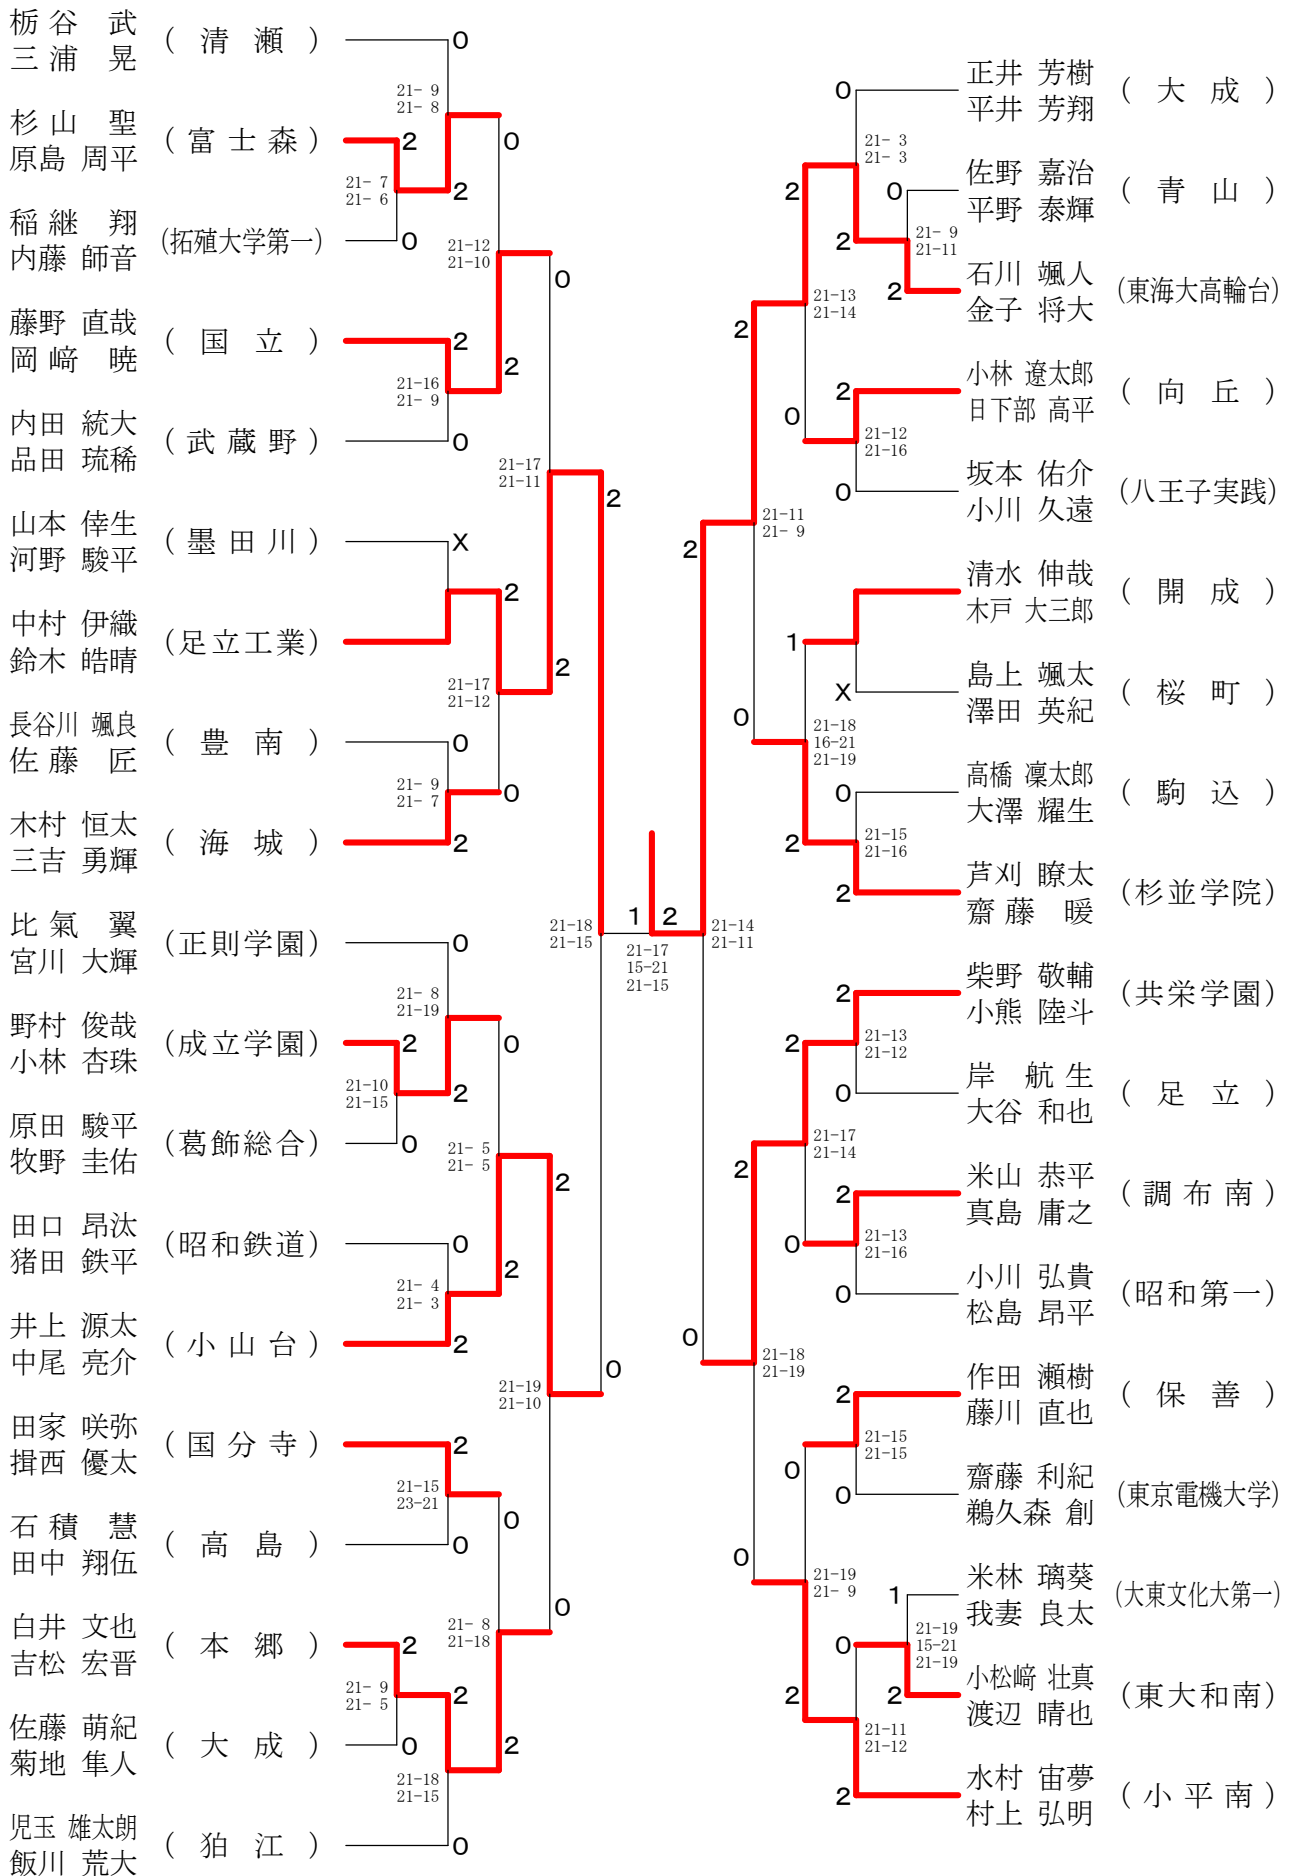 栃谷 武
三浦 晃
(清瀬)
0
21- 9
21- 8
杉山 聖
原島 周平
(富士森)
2
0
21- 7
21- 6
2
稲継 翔
内藤 師音
(拓殖大学第一)
0
21-12
21-10
0
藤野 直哉
岡﨑 暁
(国立)
2
2
21-16
21- 9
内田 統大
品田 琉稀
(武蔵野)
0
21-17
21-11
2
山本 倖生
河野 駿平
(墨田川)
X
2
中村 伊織
鈴木 皓晴
(足立工業)
2
21-17
21-12
長谷川 颯良
佐藤 匠
(豊南)
0
21- 9
21- 7
0
木村 恒太
三吉 勇輝
(海城)
2
比氣 翼
宮川 大輝
(正則学園)
0
21-18
21-15
21- 8
21-19
野村 俊哉
小林 杏珠
(成立学園)
2
0
21-10
21-15
2
原田 駿平
牧野 圭佑
(葛飾総合)
0
21- 5
21- 5
2
田口 昂汰
猪田 鉄平
(昭和鉄道)
0
2
21- 4
21- 3
井上 源太
中尾 亮介
(小山台)
2
0
21-19
21-10
田家 咲弥
揖西 優太
(国分寺)
2
21-15
23-21
0
石積 慧
田中 翔伍
(高島)
0
0
21- 8
21-18
白井 文也
吉松 宏晋
(本郷)
2
21- 9
21- 5
2
佐藤 萌紀
菊地 隼人
(大成)
0
2
21-18
21-15
児玉 雄太朗
飯川 荒大
(狛江)
0
1
2
21-17
15-21
21-15
0
正井 芳樹
平井 芳翔
(大成)
21- 3
21- 3
2
0
佐野 嘉治
平野 泰輝
(青山)
2
21- 9
21-11
2
石川 颯人
金子 将大
(東海大高輪台)
21-13
21-14
2
2
小林 遼太郎
日下部 高平
(向丘)
0
21-12
21-16
0
坂本 佑介
小川 久遠
(八王子実践)
21-11
21- 9
2
清水 伸哉
木戸 大三郎
(開成)
1
X
島上 颯太
澤田 英紀
(桜町)
0
21-18
16-21
21-19
0
高橋 凜太郎
大澤 耀生
(駒込)
2
21-15
21-16
2
芦刈 瞭太
齋藤 暖
(杉並学院)
21-14
21-11
2
柴野 敬輔
小熊 陸斗
(共栄学園)
2
21-13
21-12
0
岸 航生
大谷 和也
(足立)
21-17
21-14
2
2
米山 恭平
真島 庸之
(調布南)
0
21-13
21-16
0
小川 弘貴
松島 昂平
(昭和第一)
0
21-18
21-19
2
作田 瀬樹
藤川 直也
(保善)
0
21-15
21-15
0
齋藤 利紀
鵜久森 創
(東京電機大学)
0
21-19
21- 9
1
米林 璃葵
我妻 良太
(大東文化大第一)
0
21-19
15-21
21-19
2
小松﨑 壮真
渡辺 晴也
(東大和南)
2
21-11
21-12
2
水村 宙夢
村上 弘明
(小平南)